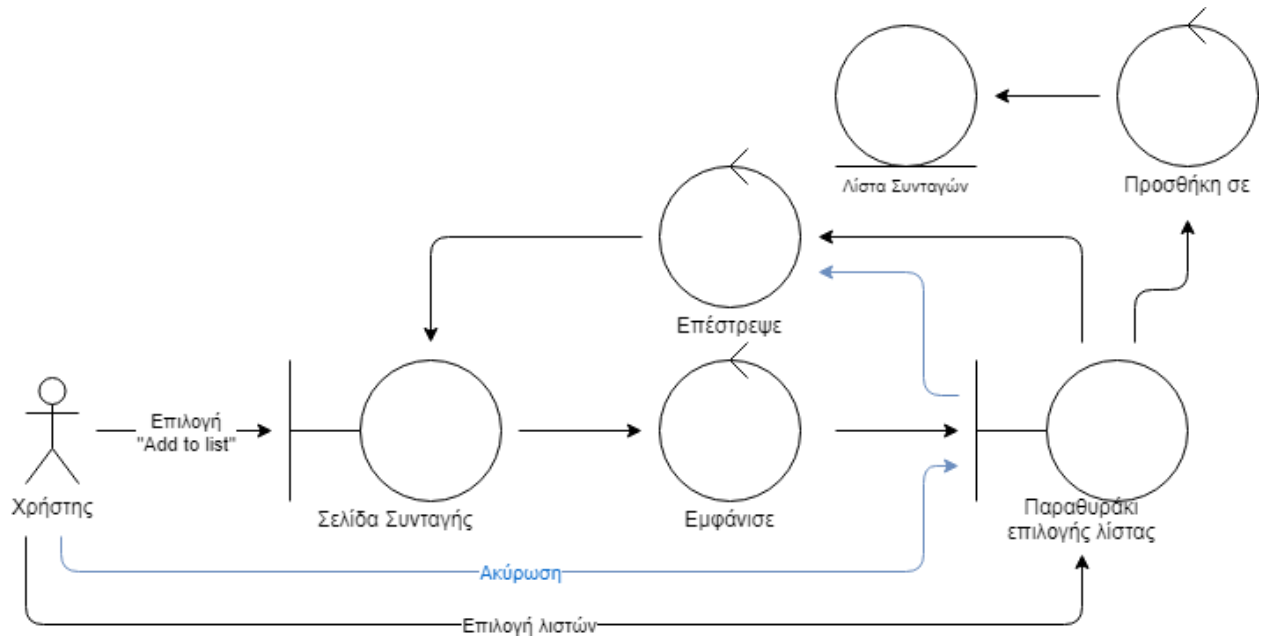 Λίστα Συνταγών
Προσθήκη σε
Επέστρεψε
Επιλογή
"Add to list"
Χρήστης
Σελίδα Συνταγής
Εμφάνισε
Παραθυράκι
επιλογής λίστας
Ακύρωση
Επιλογή λιστών